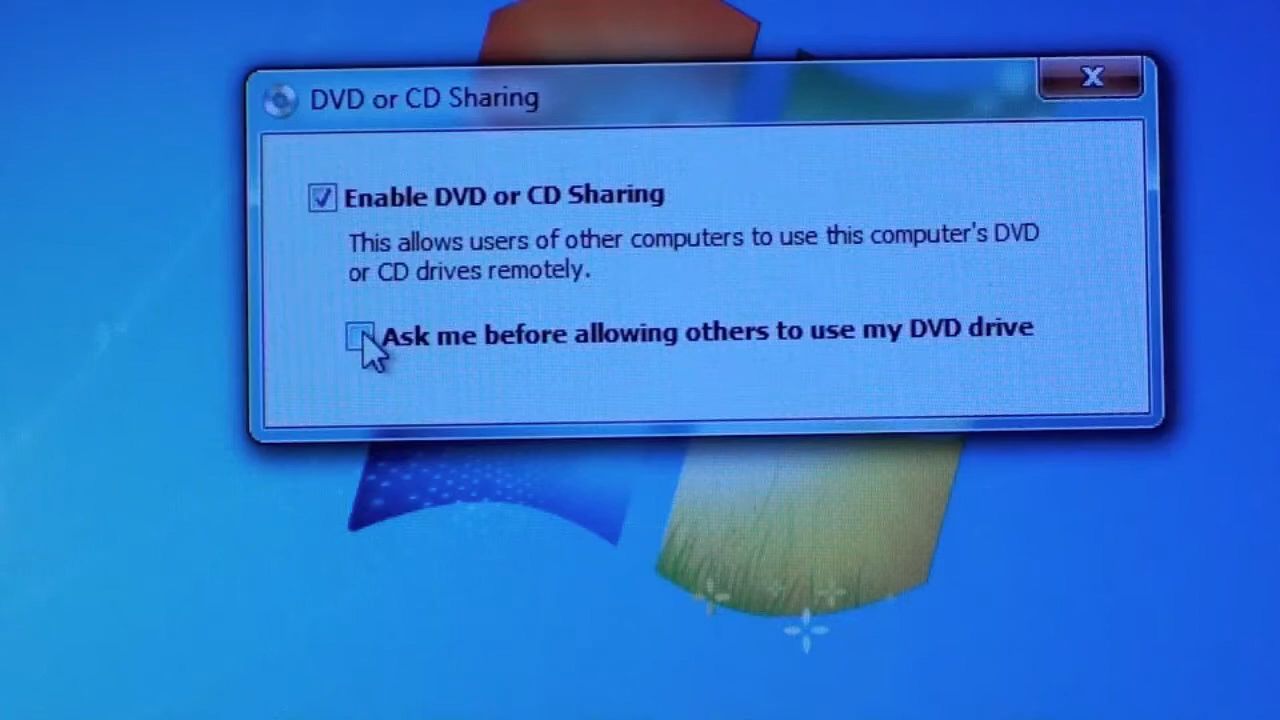 DVD or CD Sharing
Enable DVD or CD Sharing
This allows users of other computers to use this computer's DVD
or CD drives remotely.
Ask me before allowing others to use my DVD drive